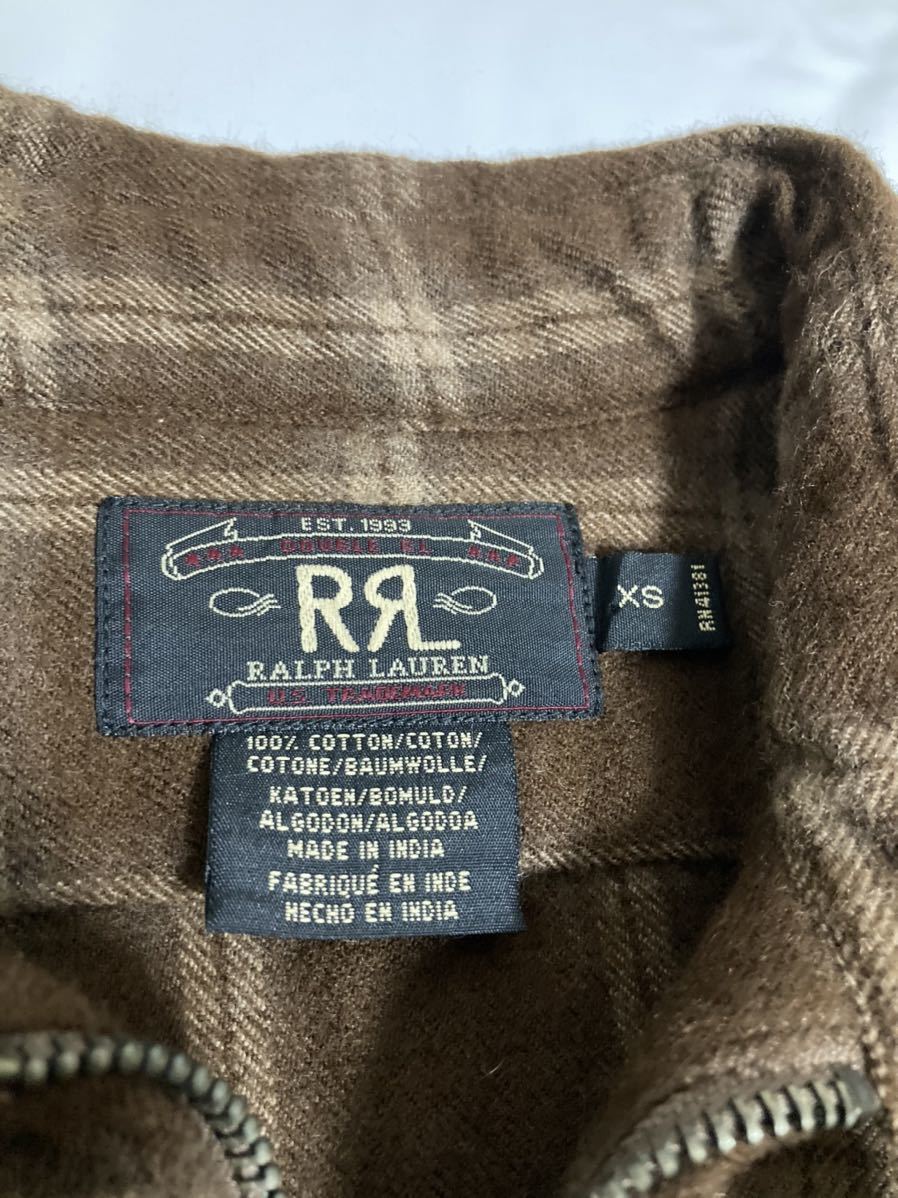 EST. 1993
★★★ DOUBLE RL ★★★
RRL
RALPH LAUREN
U.S. TRADEMARK
XS
RN41381
100% COTTON/COTON/
COTONE/BAUMWOLLE/
KATOEN/BOMULD/
ALGODON/ALGODOA
MADE IN INDIA
FABRIQUÉ EN INDE
HECHO EN INDIA